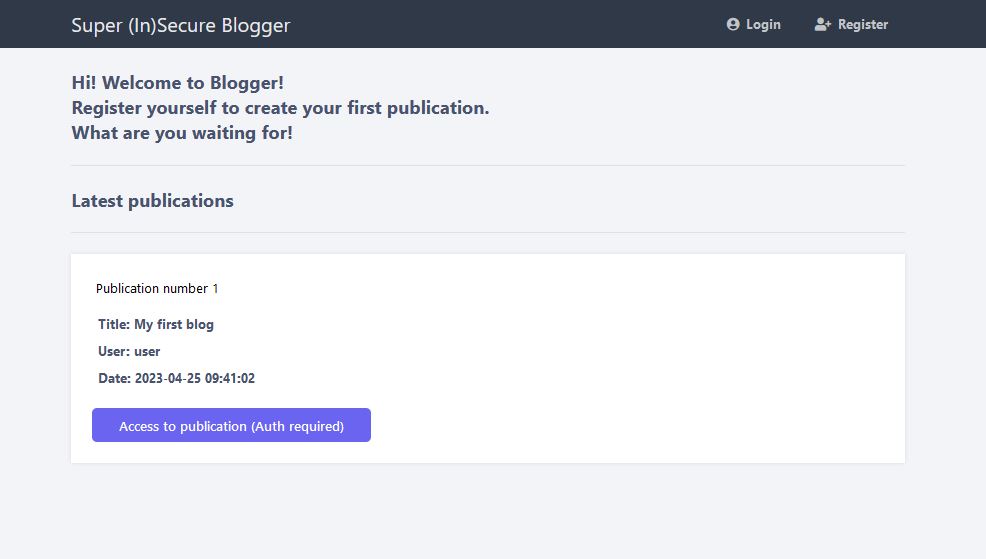 Super (In)Secure Blogger
Login
Register
Hi! Welcome to Blogger!
Register yourself to create your first publication.
What are you waiting for!
Latest publications
Publication number 1
Title: My first blog
User: user
Date: 2023-04-25 09:41:02
Access to publication (Auth required)